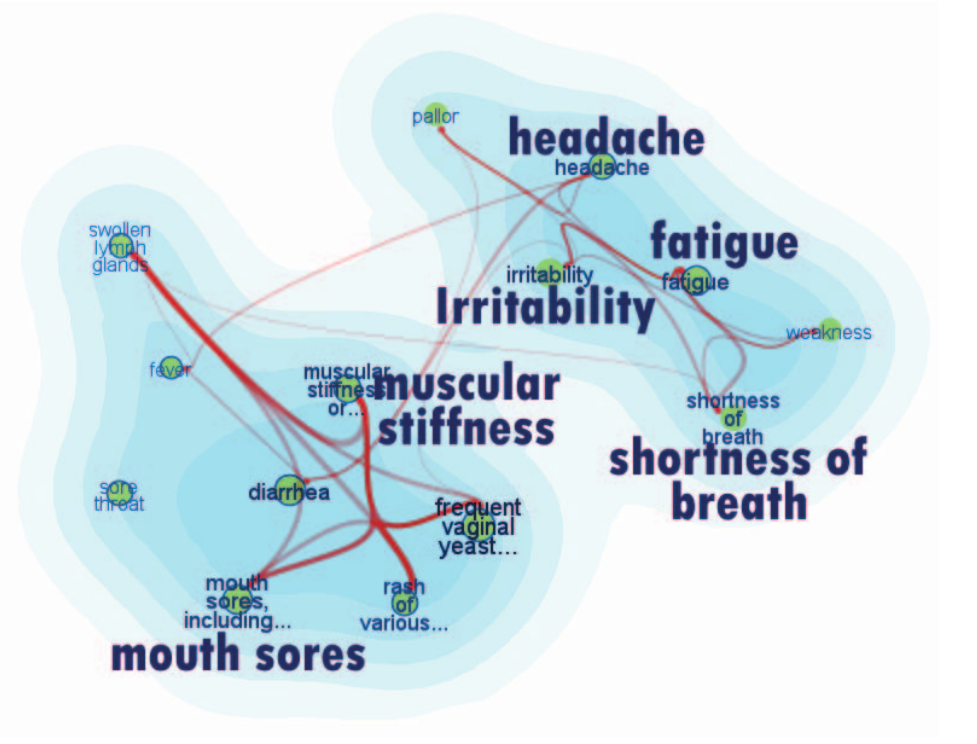 pallor
headache
headache
swollen
lymph
glands
fatigue
irritability
fatigue
Irritability
weakness
fever
muscular
stiffness
or...
muscular
stiffness
shortness
of
breath
shortness of
breath
sore
throat
diarrhea
frequent
vaginal
yeast...
mouth
sores,
including...
rash
of
various...
mouth sores